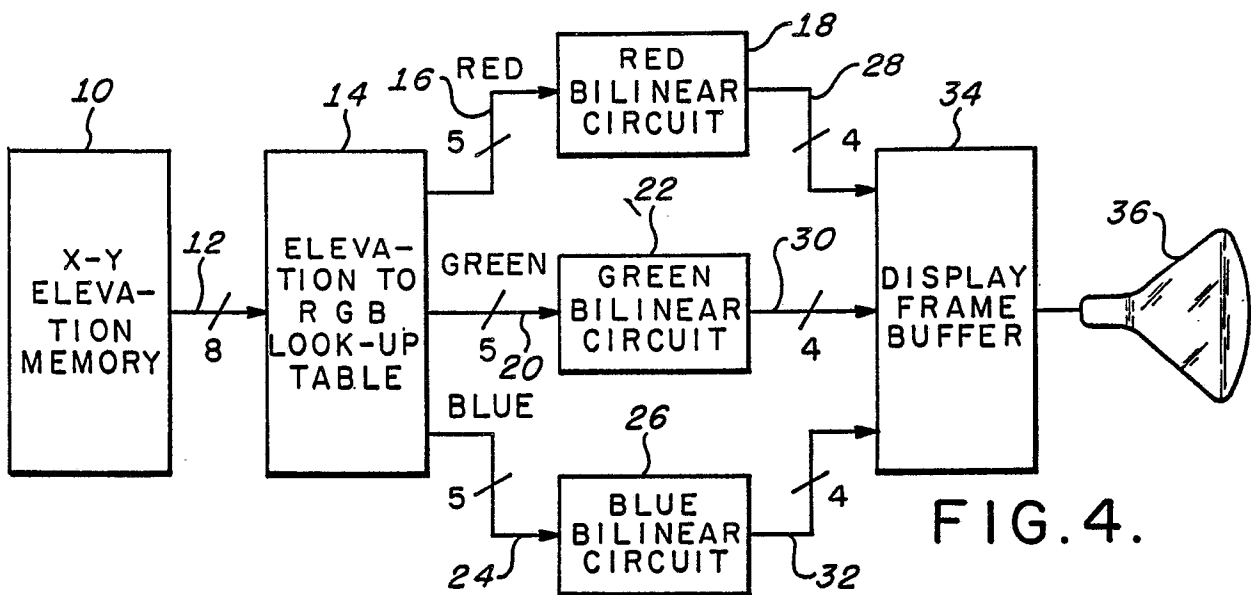 10
X-Y
ELEVA-
TION
MEMORY
12
8
14
ELEVA-
TION TO
R G B
LOOK-UP
TABLE
16
RED
5
RED
BILINEAR
CIRCUIT
18
28
4
GREEN
5
20
22
GREEN
BILINEAR
CIRCUIT
30
4
BLUE
5
24
26
BLUE
BILINEAR
CIRCUIT
4
32
34
DISPLAY
FRAME
BUFFER
36
FIG.4.